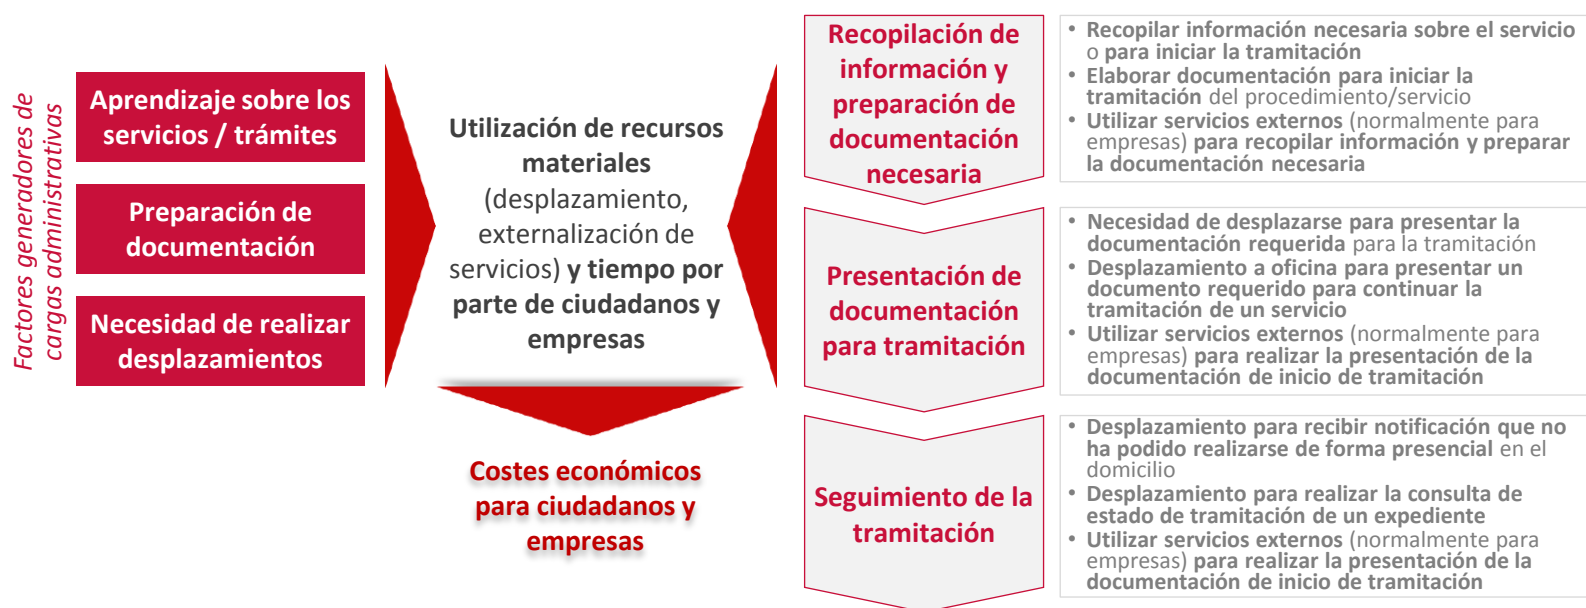 Factores generadores de
cargas administrativas
Aprendizaje sobre los
servicios / trámites
Preparación de
documentación
Necesidad de realizar
desplazamientos
Utilización de recursos
materiales
(desplazamiento,
externalización de
servicios) y tiempo por
parte de ciudadanos y
empresas
Costes económicos
para ciudadanos y
empresas
Recopilación de
información y
preparación de
documentación
necesaria
• Recopilar información necesaria sobre el servicio
o para iniciar la tramitación
• Elaborar documentación para iniciar la
tramitación del procedimiento/servicio
• Utilizar servicios externos (normalmente para
empresas) para recopilar información y preparar
la documentación necesaria
Presentación de
documentación
para tramitación
• Necesidad de desplazarse para presentar la
documentación requerida para la tramitación
• Desplazamiento a oficina para presentar un
documento requerido para continuar la
tramitación de un servicio
• Utilizar servicios externos (normalmente para
empresas) para realizar la presentación de la
documentación de inicio de tramitación
Seguimiento de la
tramitación
• Desplazamiento para recibir notificación que no
ha podido realizarse de forma presencial en el
domicilio
• Desplazamiento para realizar la consulta de
estado de tramitación de un expediente
• Utilizar servicios externos (normalmente para
empresas) para realizar la presentación de la
documentación de inicio de tramitación